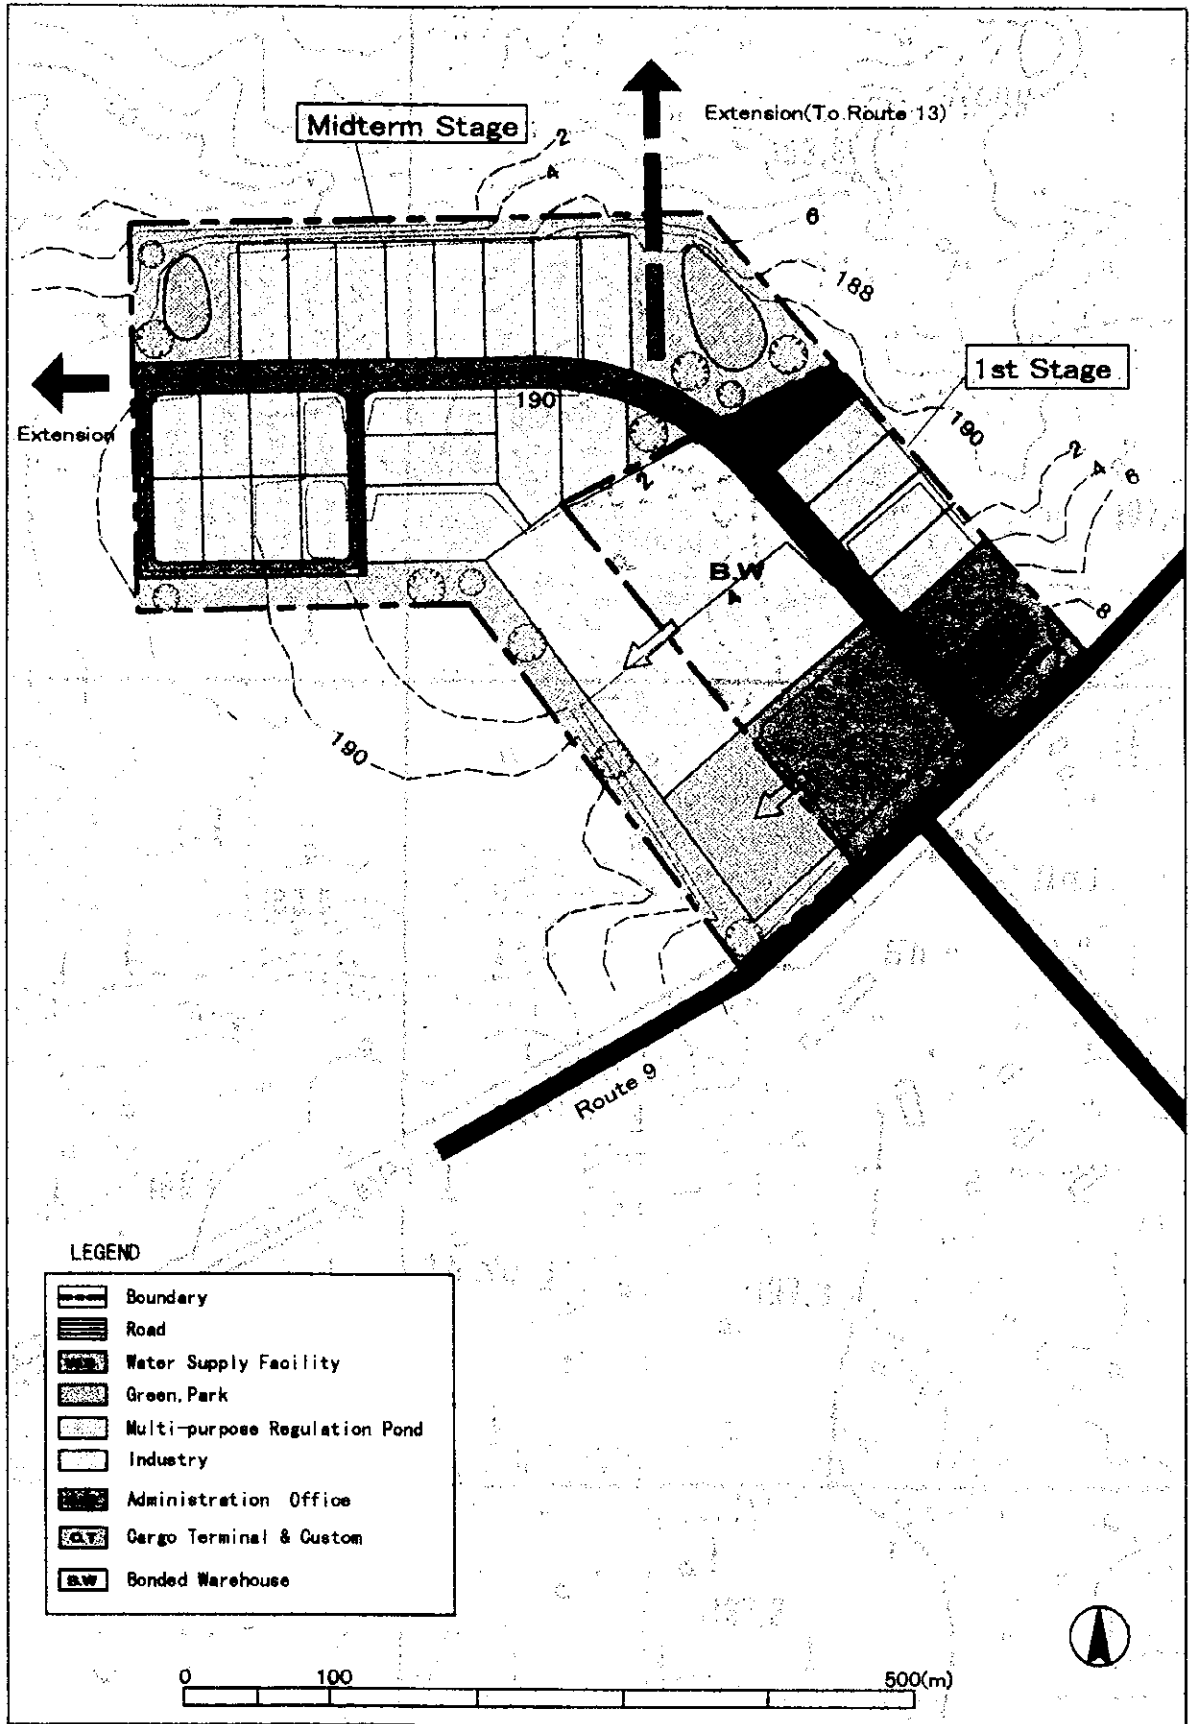 Extension(To Route 13)
Midterm Stage
2
4
6
188
1st Stage
190
190
Extension
2
4
6
2
B.W
8
190
Route 9
LEGEND
Boundary
Road
Water Supply Facility
Green,Park
Multi-purpose Regulation Pond
Industry
Administration Office
C.T Cargo Terminal & Custom
B.W Bonded Warehouse
0 100 500(m)